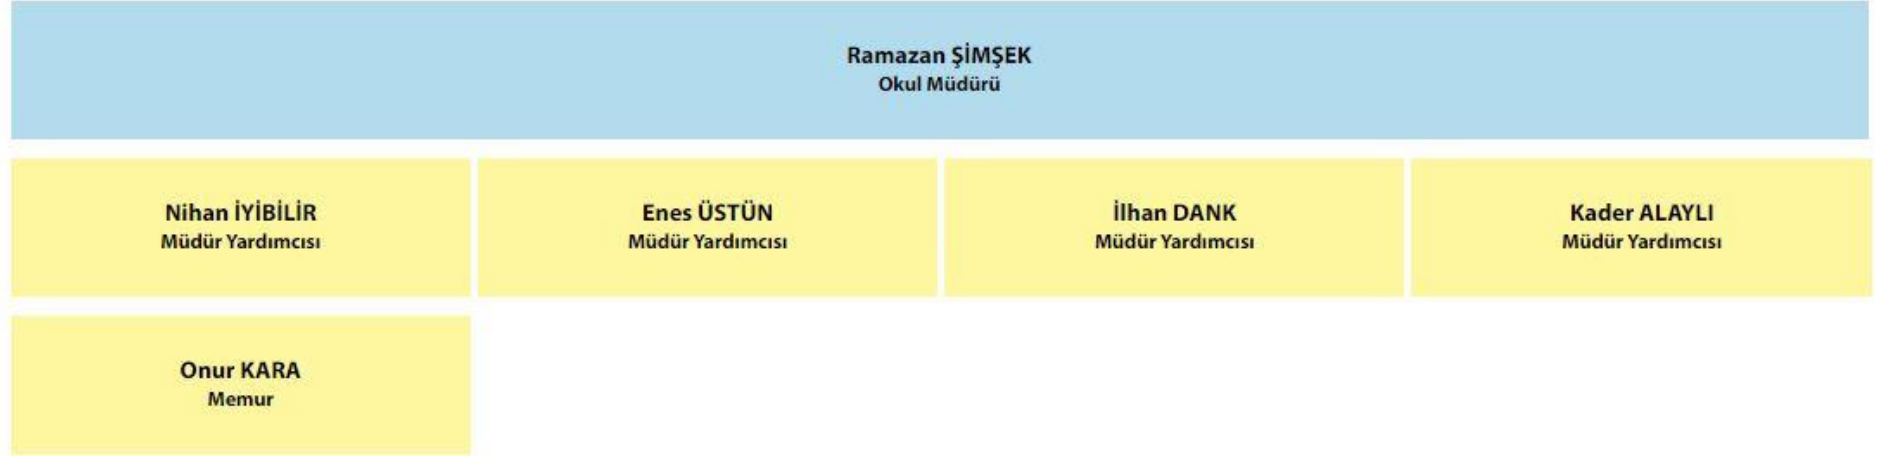 Ramazan ŞİMŞEK
Okul Müdürü
Nihan İYİBİLİR
Müdür Yardımcısı
Enes ÜSTÜN
Müdür Yardımcısı
İlhan DANK
Müdür Yardımcısı
Kader ALAYLI
Müdür Yardımcısı
Onur KARA
Memur